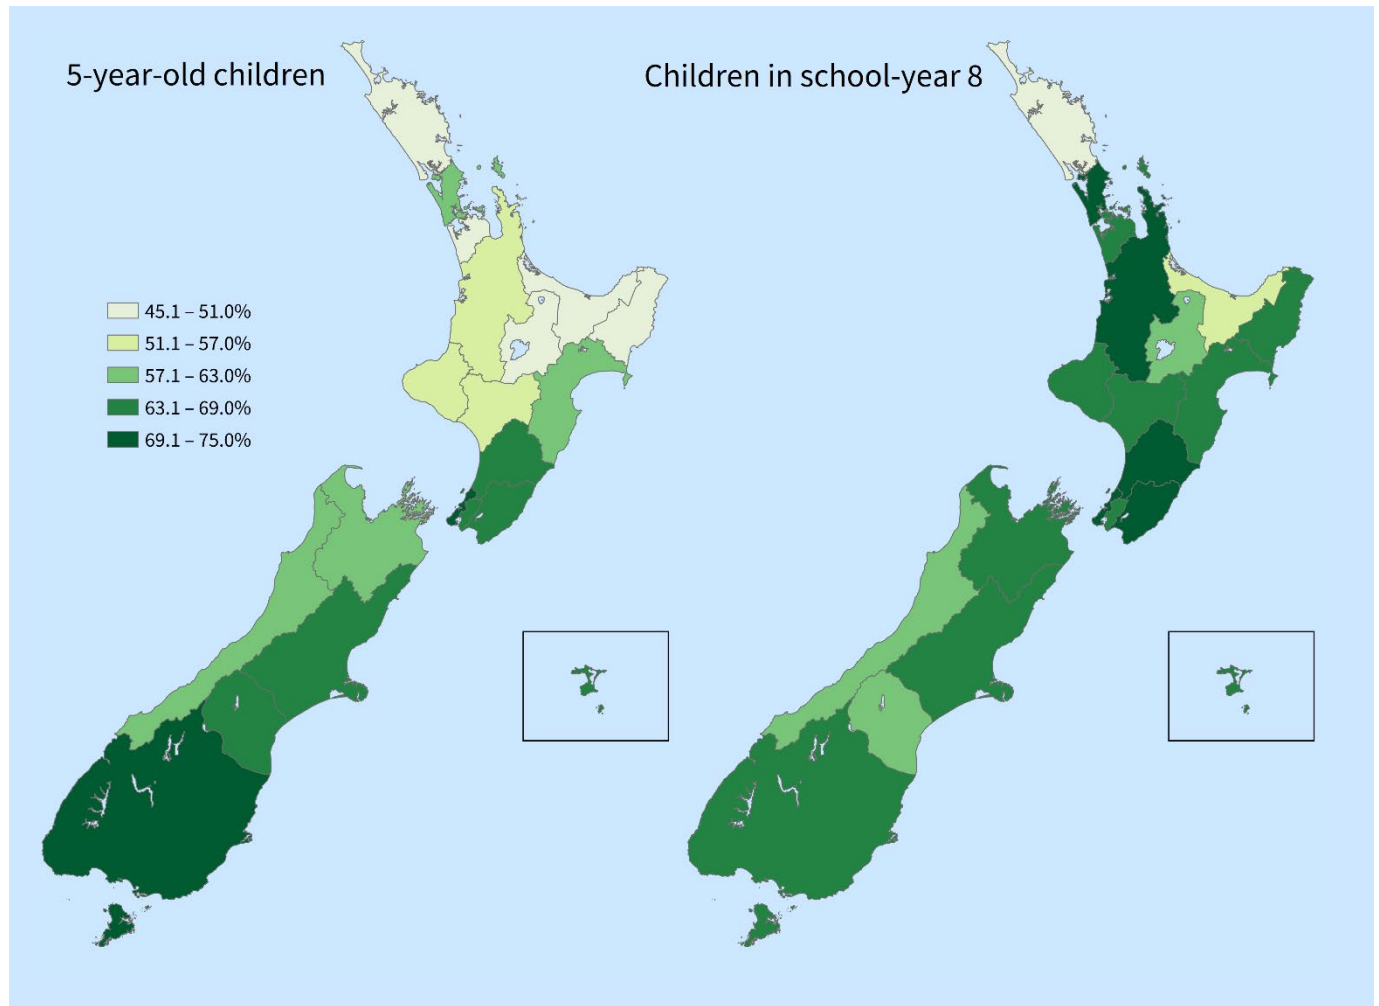 5-year-old children
Children in school-year 8
45.1 – 51.0%
51.1 – 57.0%
57.1 – 63.0%
63.1 – 69.0%
69.1 – 75.0%